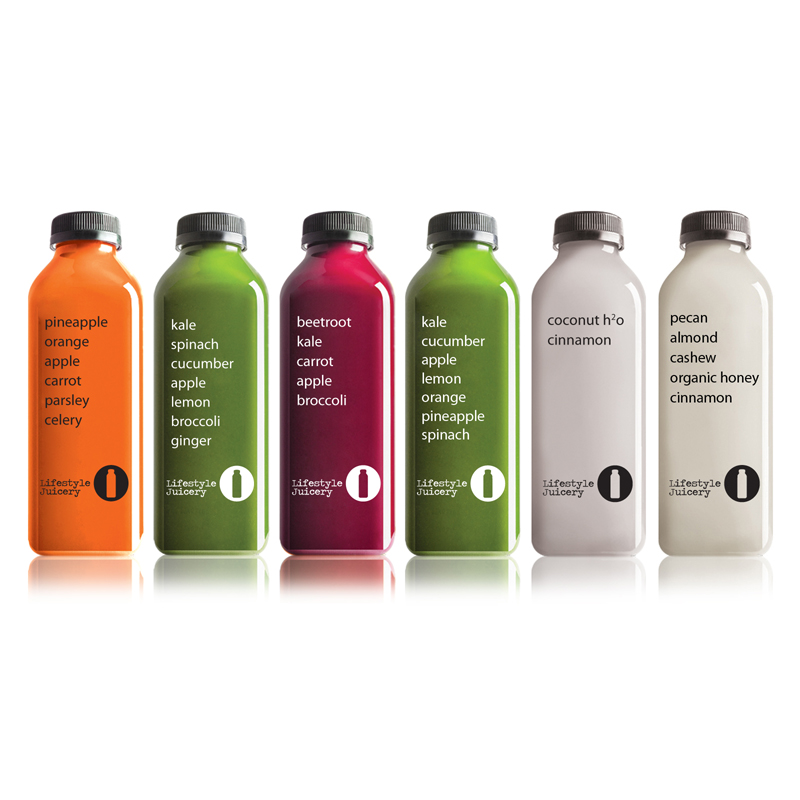 pineapple
orange
apple
carrot
parsley
celery
Lifestyle
Juicery
kale
spinach
cucumber
apple
lemon
broccoli
ginger
Lifestyle
Juicery
beetroot
kale
carrot
apple
broccoli
Lifestyle
Juicery
kale
cucumber
apple
lemon
orange
pineapple
spinach
Lifestyle
Juicery
coconut h²o
cinnamon
Lifestyle
Juicery
pecan
almond
cashew
organic honey
cinnamon
Lifestyle
Juicery